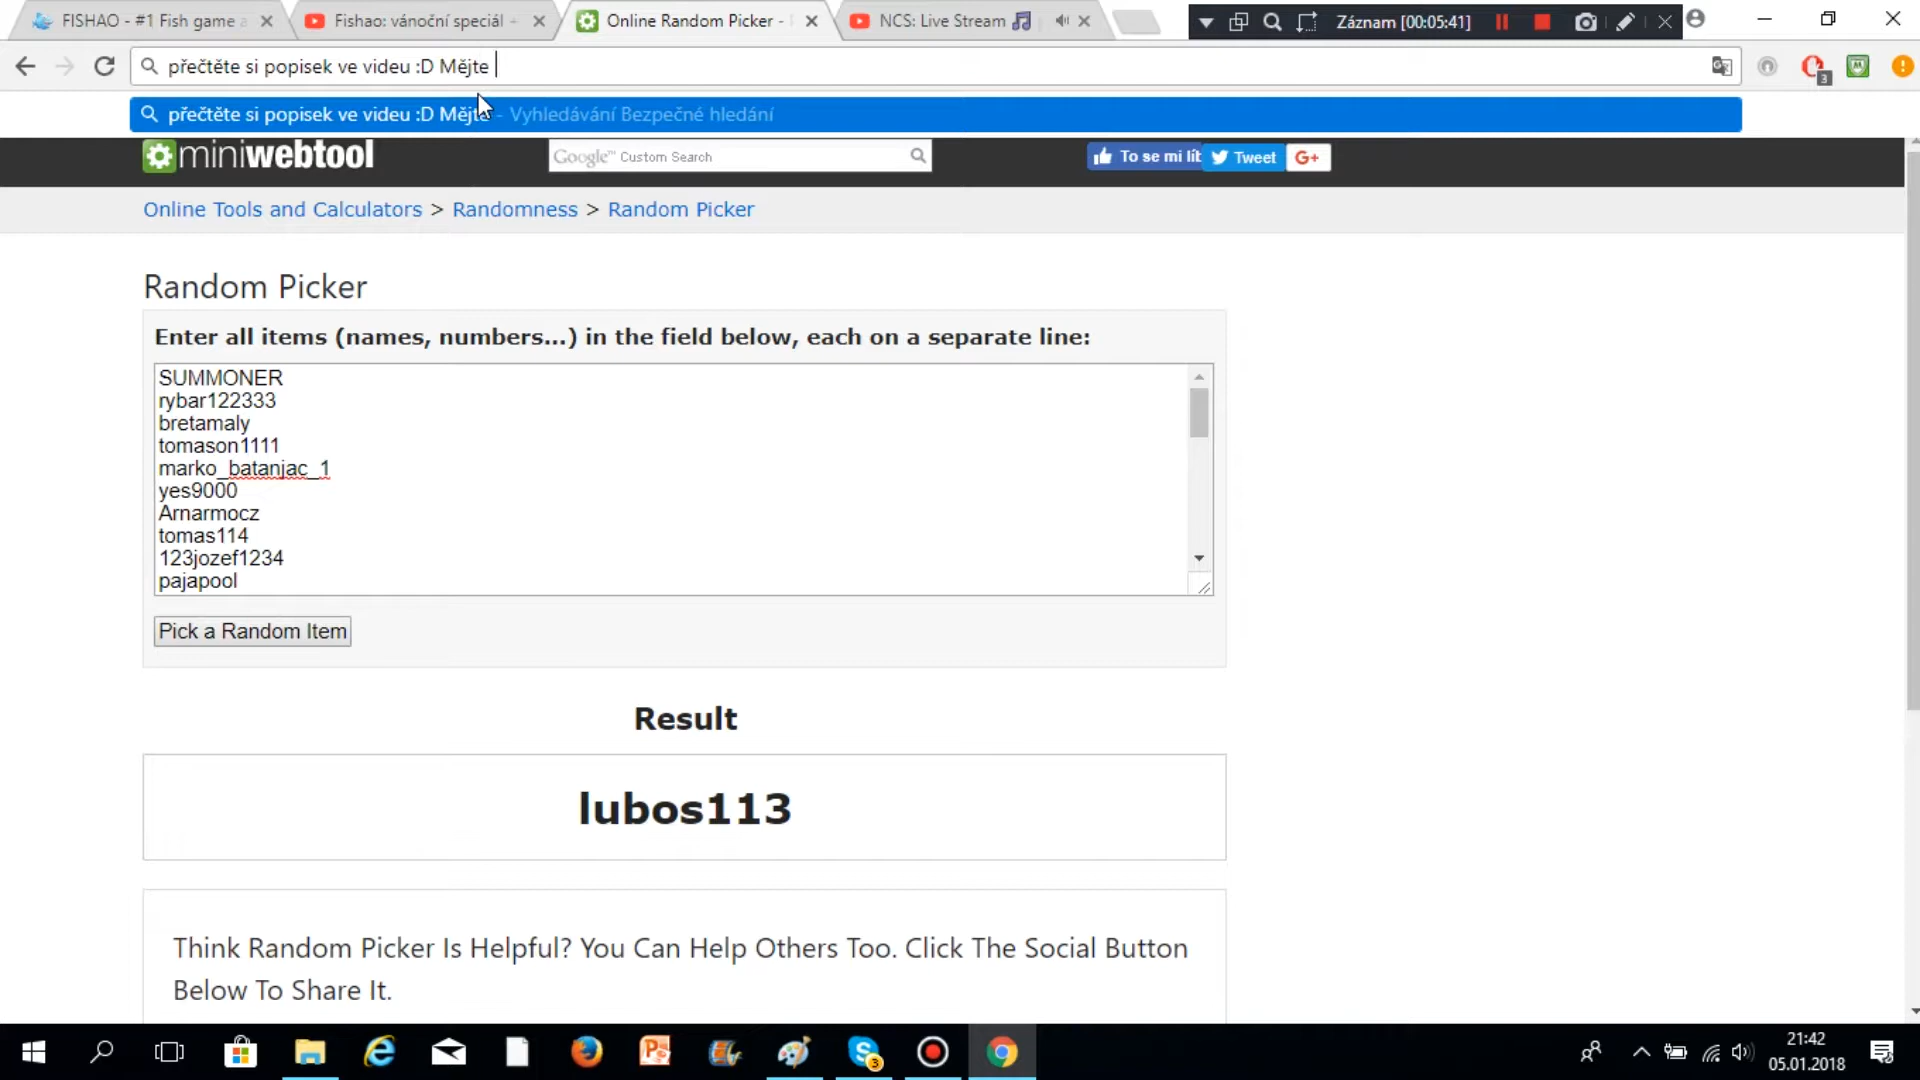 FISHAO - #1 Fish game a
Fishao: vánoční speciál +
Online Random Picker -
NCS: Live Stream
Záznam [00:05:41]
přečtěte si popisek ve videu :D Mějte
3
přečtěte si popisek ve videu :D Mějte - Vyhledávání Bezpečné hledání
miniwebtool
Google™ Custom Search
To se mi líb
Tweet
G+
Online Tools and Calculators > Randomness > Random Picker
Random Picker
Enter all items (names, numbers...) in the field below, each on a separate line:
SUMMONER
rybar122333
bretamaly
tomason1111
marko_batanjac_1
yes9000
Arnarmocz
tomas114
123jozef1234
pajapool
Pick a Random Item
Result
lubos113
Think Random Picker Is Helpful? You Can Help Others Too. Click The Social Button
Below To Share It.
3
21:42
05.01.2018